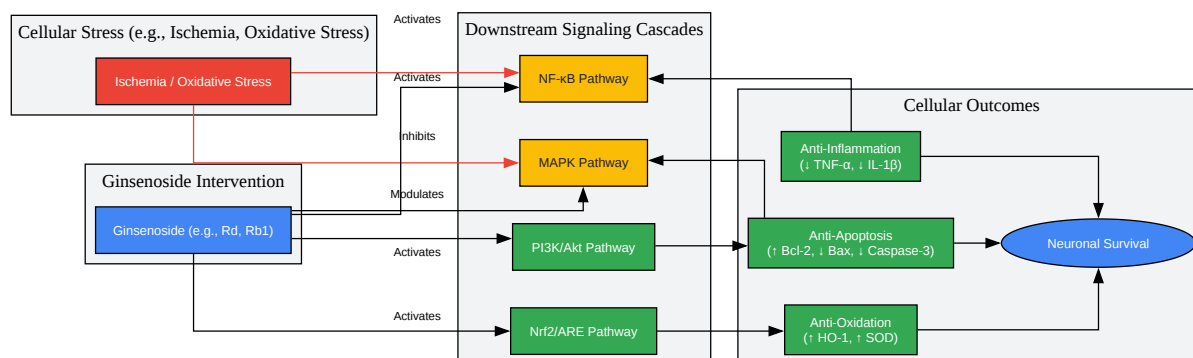 Activates
Cellular Stress (e.g., Ischemia, Oxidative Stress)
Downstream Signaling Cascades
Ischemia / Oxidative Stress
Activates
NF-κB Pathway
Cellular Outcomes
Inhibits
Anti-Inflammation
(↓ TNF-α, ↓ IL-1β)
MAPK Pathway
Ginsenoside Intervention
Modulates
Ginsenoside (e.g., Rd, Rb1)
Activates
PI3K/Akt Pathway
Anti-Apoptosis
(↑ Bcl-2, ↓ Bax, ↓ Caspase-3)
Neuronal Survival
Activates
Nrf2/ARE Pathway
Anti-Oxidation
(↑ HO-1, ↑ SOD)